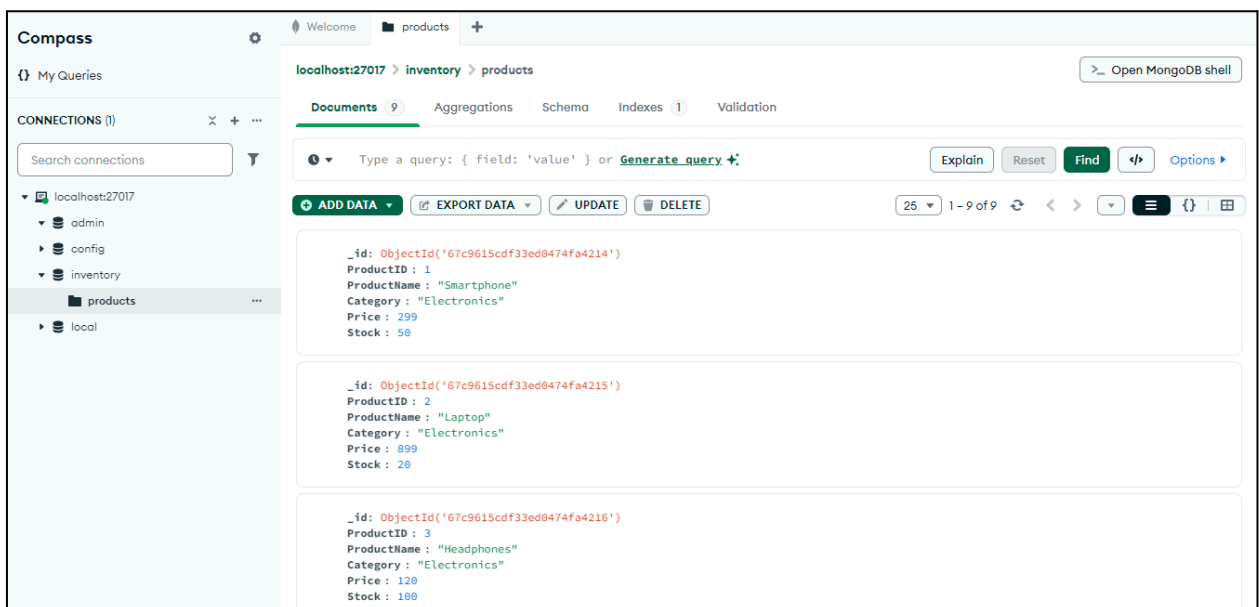 Compass
{} My Queries
CONNECTIONS (1)
Search connections
localhost:27017
admin
config
inventory
products
local
Welcome
products
localhost:27017 > inventory > products
>_ Open MongoDB shell
Documents 9 Aggregations Schema Indexes 1 Validation
Type a query: { field: 'value' } or Generate query
Explain Reset Find </> Options
ADD DATA EXPORT DATA UPDATE DELETE 25 1 – 9 of 9 {}
_id: ObjectId('67c9615cdf33ed0474fa4214')
ProductID : 1
ProductName : "Smartphone"
Category : "Electronics"
Price : 299
Stock : 50
_id: ObjectId('67c9615cdf33ed0474fa4215')
ProductID : 2
ProductName : "Laptop"
Category : "Electronics"
Price : 899
Stock : 20
_id: ObjectId('67c9615cdf33ed0474fa4216')
ProductID : 3
ProductName : "Headphones"
Category : "Electronics"
Price : 120
Stock : 100